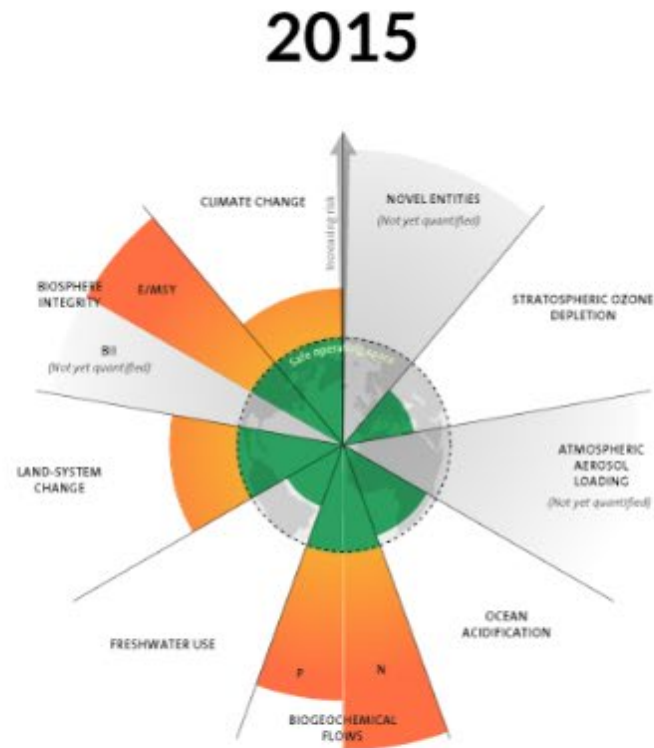 2015
CLIMATE CHANGE
NOVEL ENTITIES
(Not yet quantified)
Increasing risk
STRATOSPHERIC OZONE
DEPLETION
BIOSPHERE
INTEGRITY
E/MSY
BII
(Not yet quantified)
Safe operating space
ATMOSPHERIC
AEROSOL
LOADING
(Not yet quantified)
LAND-SYSTEM
CHANGE
OCEAN
ACIDIFICATION
FRESHWATER USE
P
N
BIOGEOCHEMICAL
FLOWS